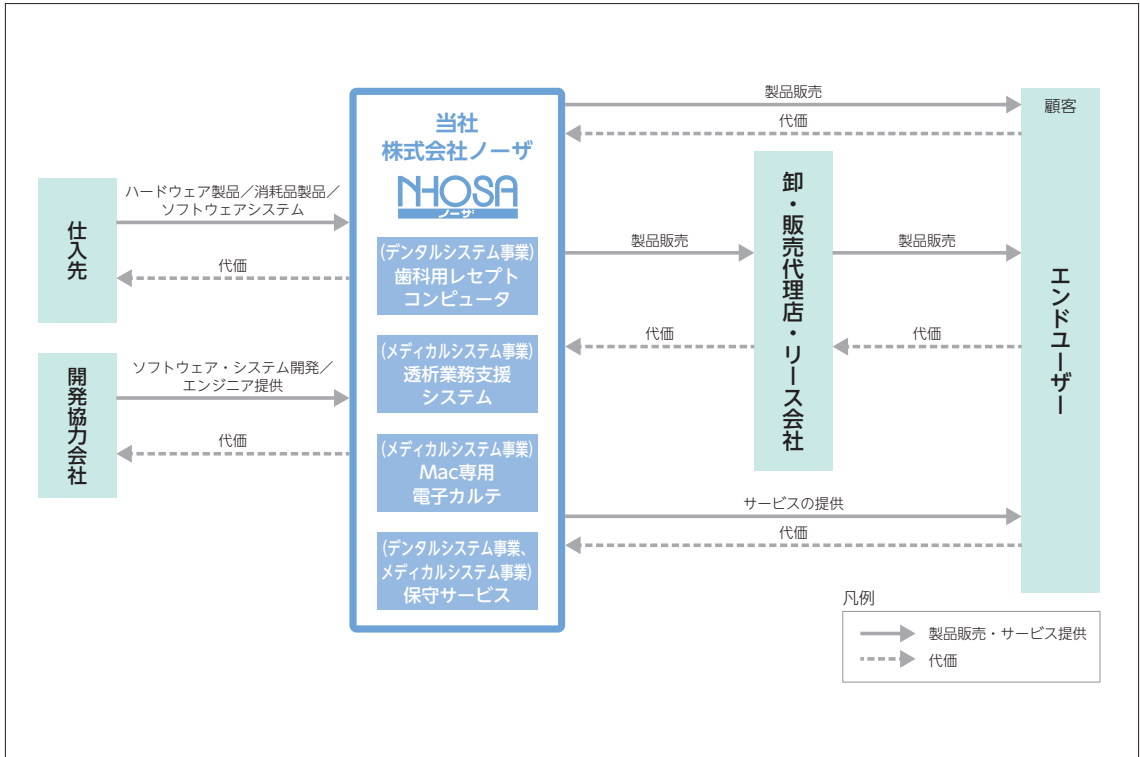 当社
株式会社ノーザ
NHOSA
ノーザ
(デンタルシステム事業)
歯科用レセプト
コンピュータ
(メディカルシステム事業)
透析業務支援
システム
(メディカルシステム事業)
Mac専用
電子カルテ
(デンタルシステム事業、
メディカルシステム事業)
保守サービス
仕入先
ハードウェア製品／消耗品製品／
ソフトウェアシステム
代価
開発協力会社
ソフトウェア・システム開発／
エンジニア提供
代価
製品販売
代価
製品販売
代価
卸・販売代理店・リース会社
製品販売
代価
サービスの提供
代価
顧客
エンドユーザー
凡例
製品販売・サービス提供
代価